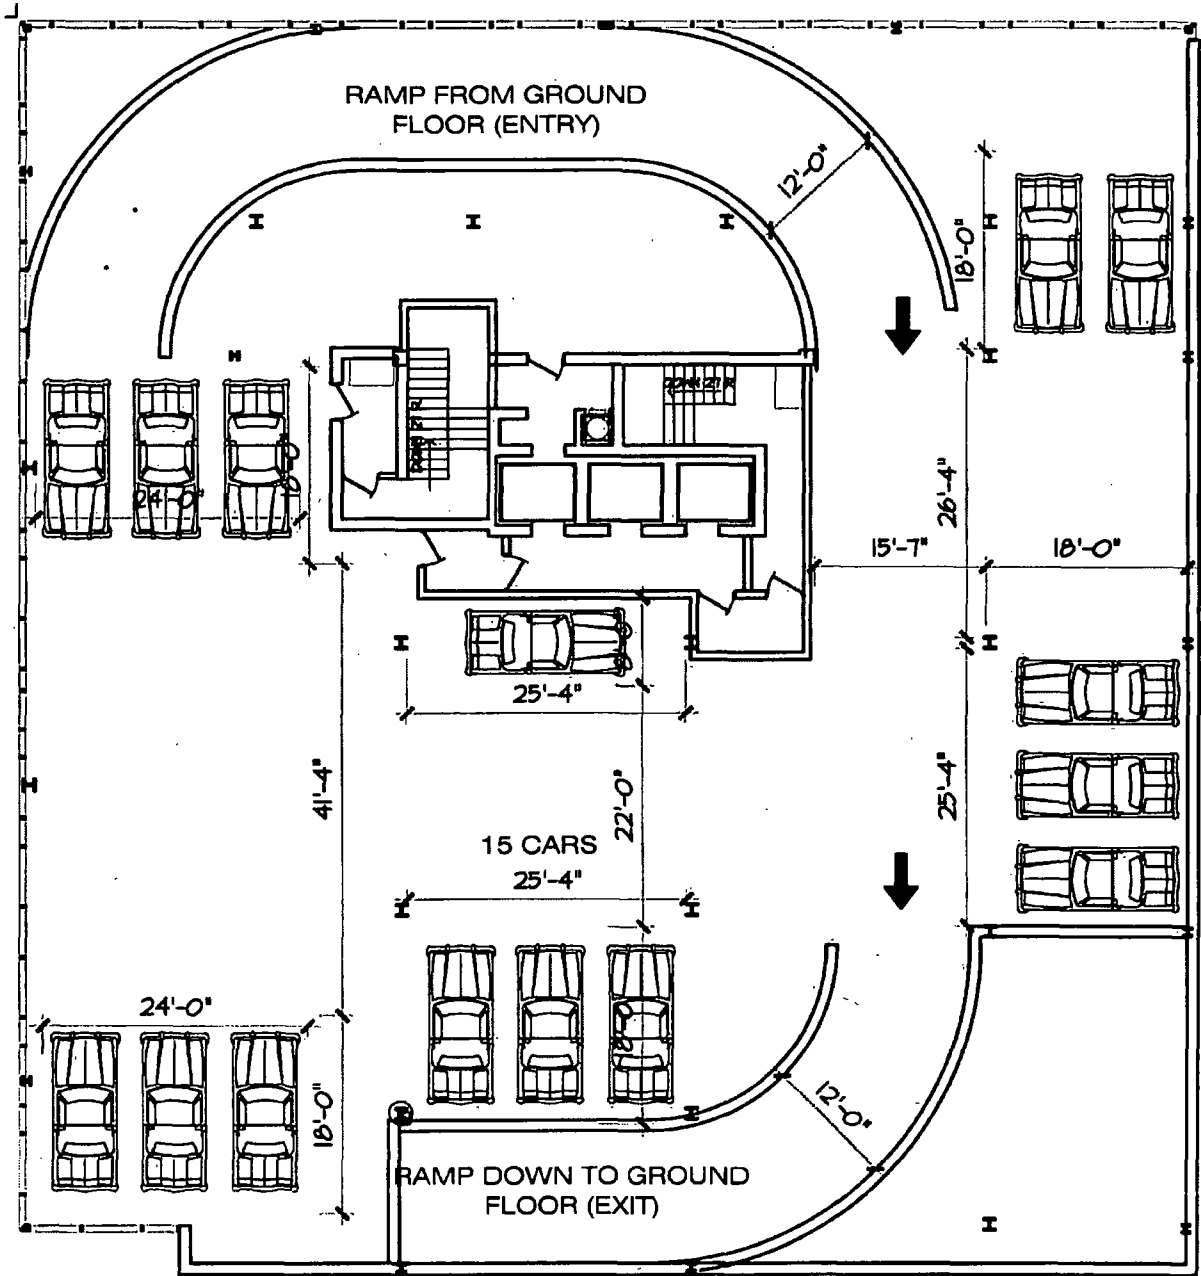 RAMP FROM GROUND
FLOOR (ENTRY)
12'-0"
18'-0"
24'-0"
26'-4"
15'-7"
18'-0"
25'-4"
41'-4"
22'-0"
25'-4"
15 CARS
25'-4"
24'-0"
18'-0"
12'-0"
RAMP DOWN TO GROUND
FLOOR (EXIT)